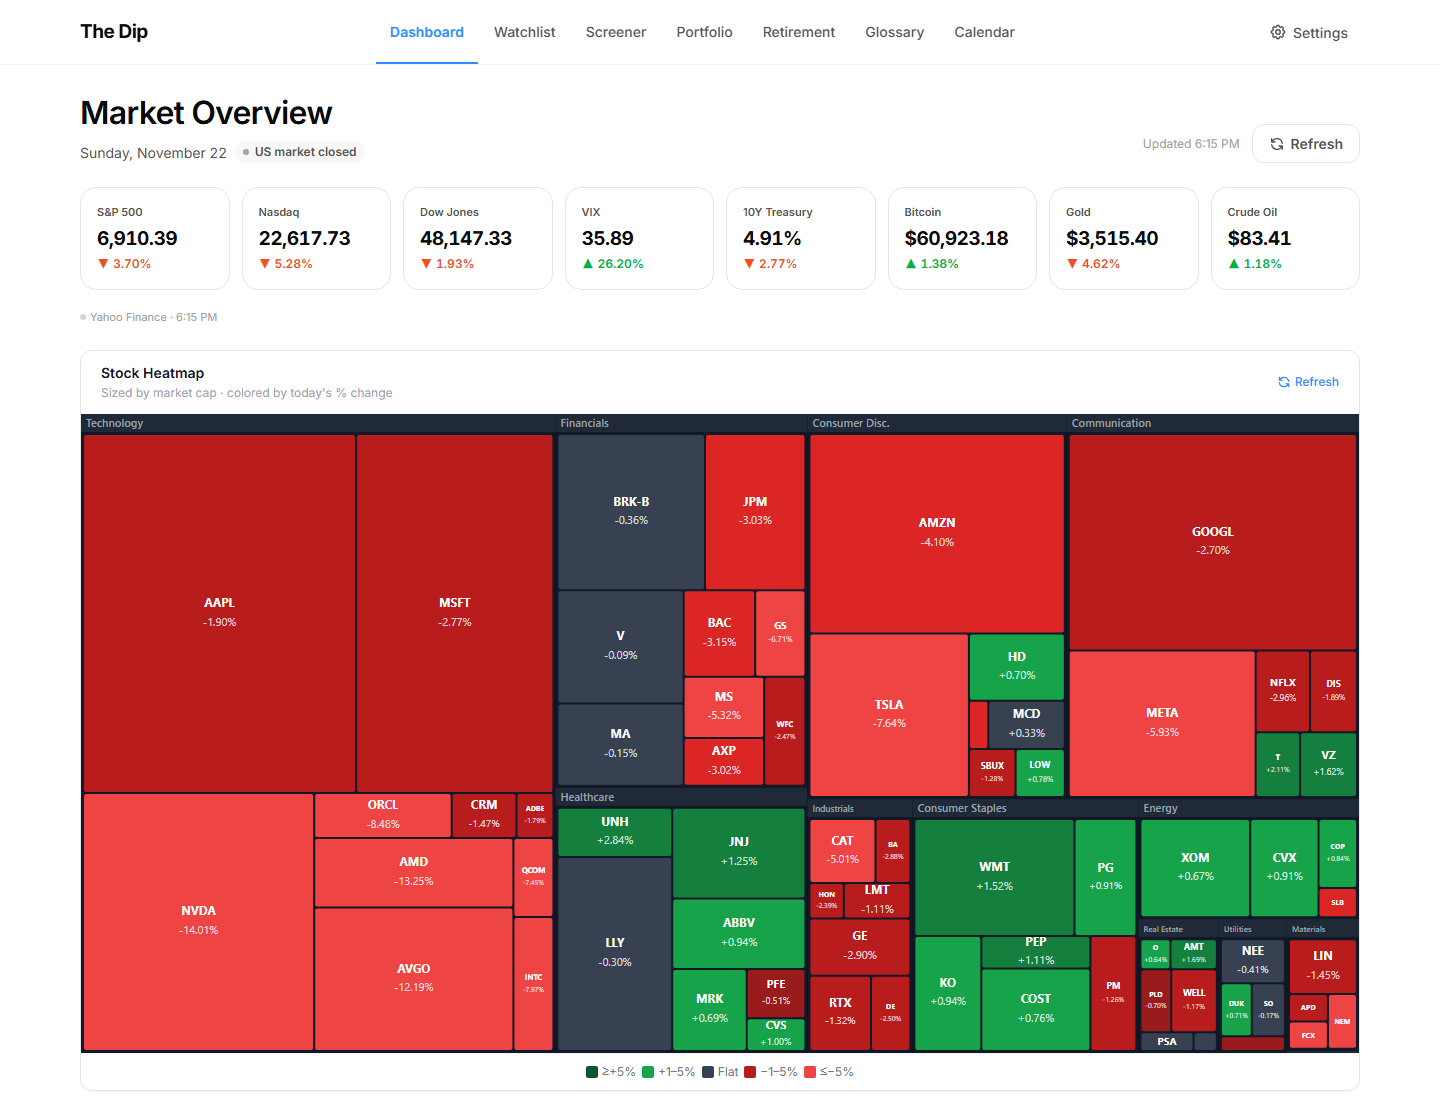 The Dip
Dashboard
Watchlist
Screener
Portfolio
Retirement
Glossary
Calendar
Settings
Market Overview
Sunday, November 22
US market closed
Updated 6:15 PM
Refresh
S&P 500
6,910.39
▼ 3.70%
Nasdaq
22,617.73
▼ 5.28%
Dow Jones
48,147.33
▼ 1.93%
VIX
35.89
▲ 26.20%
10Y Treasury
4.91%
▼ 2.77%
Bitcoin
$60,923.18
▲ 1.38%
Gold
$3,515.40
▼ 4.62%
Crude Oil
$83.41
▲ 1.18%
Yahoo Finance · 6:15 PM
Stock Heatmap
Sized by market cap · colored by today's % change
Refresh
Technology
AAPL
-1.90%
MSFT
-2.77%
NVDA
-14.01%
ORCL
-8.48%
CRM
-1.47%
ADBE
-1.79%
AMD
-13.25%
QCOM
-7.45%
AVGO
-12.19%
INTC
-7.97%
Financials
BRK-B
-0.36%
JPM
-3.03%
V
-0.09%
BAC
-3.15%
GS
-6.71%
MA
-0.15%
MS
-5.32%
WFC
-2.47%
AXP
-3.02%
Healthcare
UNH
+2.84%
JNJ
+1.25%
LLY
-0.30%
ABBV
+0.94%
MRK
+0.69%
PFE
-0.51%
CVS
+1.00%
Consumer Disc.
AMZN
-4.10%
TSLA
-7.64%
HD
+0.70%
MCD
+0.33%
SBUX
-1.28%
LOW
+0.78%
Communication
GOOGL
-2.70%
META
-5.93%
NFLX
-2.96%
DIS
-1.89%
T
+2.11%
VZ
+1.62%
Industrials
CAT
-5.01%
BA
-2.88%
HON
-2.39%
LMT
-1.11%
GE
-2.90%
RTX
-1.32%
DE
-2.50%
Consumer Staples
WMT
+1.52%
PG
+0.91%
KO
+0.94%
PEP
+1.11%
COST
+0.76%
PM
-1.26%
Energy
XOM
+0.67%
CVX
+0.91%
COP
+0.84%
SLB
Real Estate
O
+0.64%
AMT
+1.69%
PLD
-0.70%
WELL
-1.17%
PSA
Utilities
NEE
-0.41%
DUK
+0.71%
SO
-0.17%
Materials
LIN
-1.45%
APD
FCX
NEM
≥+5%
+1–5%
Flat
−1–5%
≤−5%